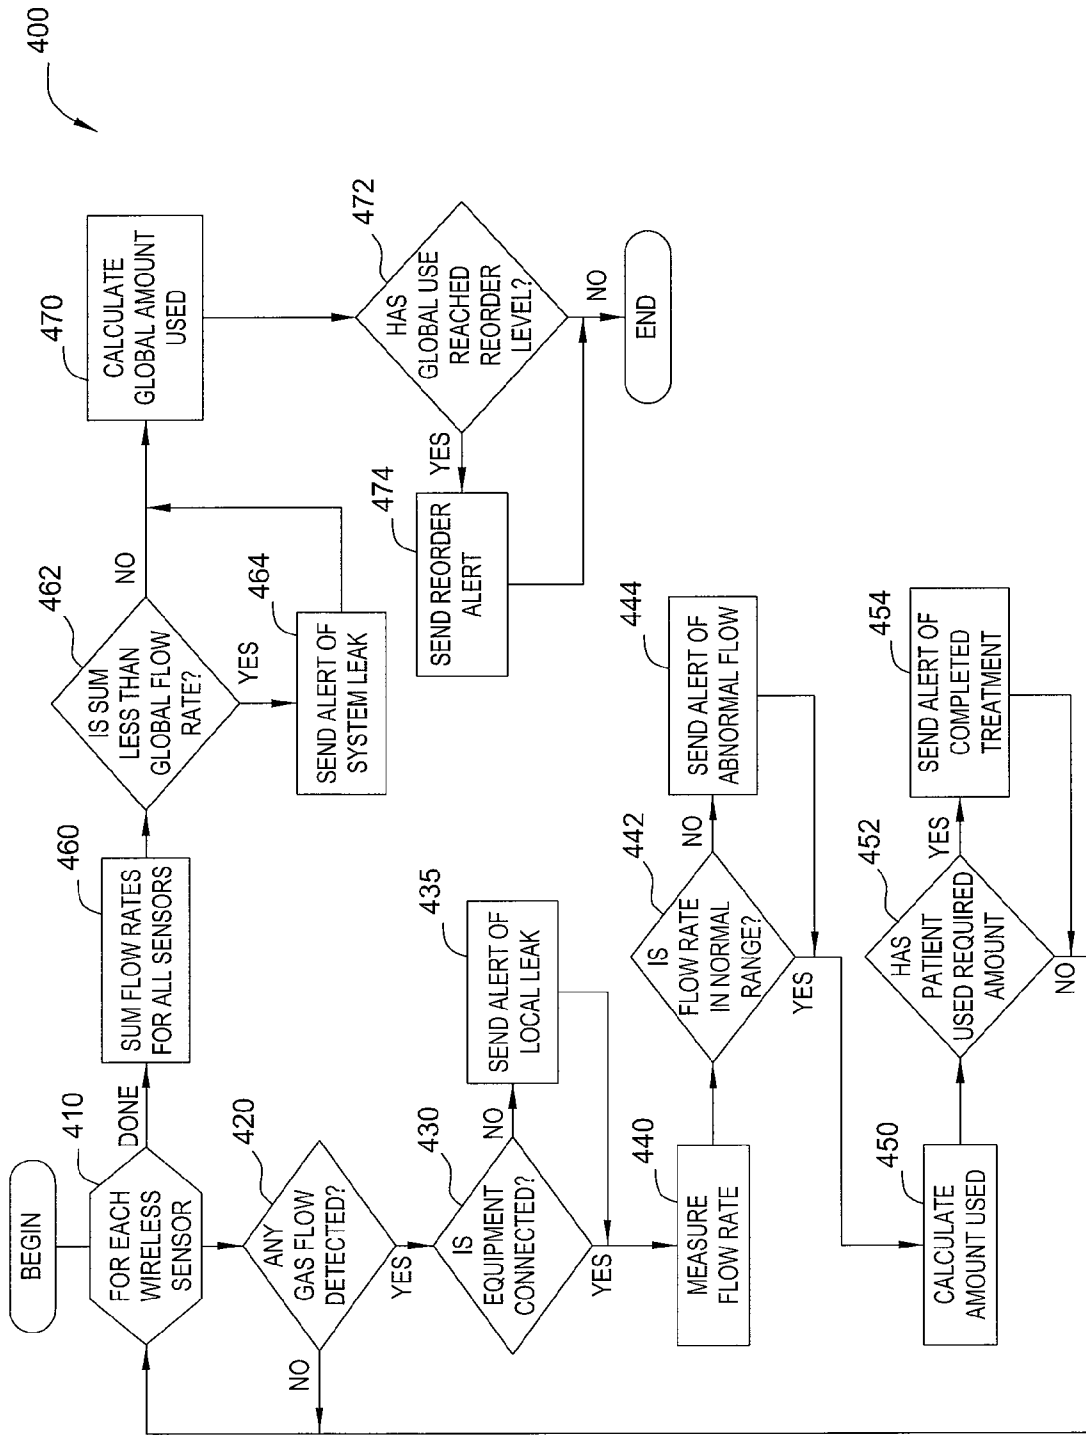 400
BEGIN
410
FOR EACH
WIRELESS
SENSOR
DONE
460
SUM FLOW RATES
FOR ALL SENSORS
462
IS SUM
LESS THAN
GLOBAL FLOW
RATE?
NO
YES
464
SEND ALERT OF
SYSTEM LEAK
470
CALCULATE
GLOBAL AMOUNT
USED
472
HAS
GLOBAL USE
REACHED
REORDER
LEVEL?
YES
NO
474
SEND REORDER
ALERT
END
420
ANY
GAS FLOW
DETECTED?
NO
YES
430
IS
EQUIPMENT
CONNECTED?
NO
YES
435
SEND ALERT OF
LOCAL LEAK
440
MEASURE
FLOW RATE
442
IS
FLOW RATE
IN NORMAL
RANGE?
NO
YES
444
SEND ALERT OF
ABNORMAL FLOW
450
CALCULATE
AMOUNT USED
452
HAS
PATIENT
USED REQUIRED
AMOUNT
YES
NO
454
SEND ALERT OF
COMPLETED
TREATMENT